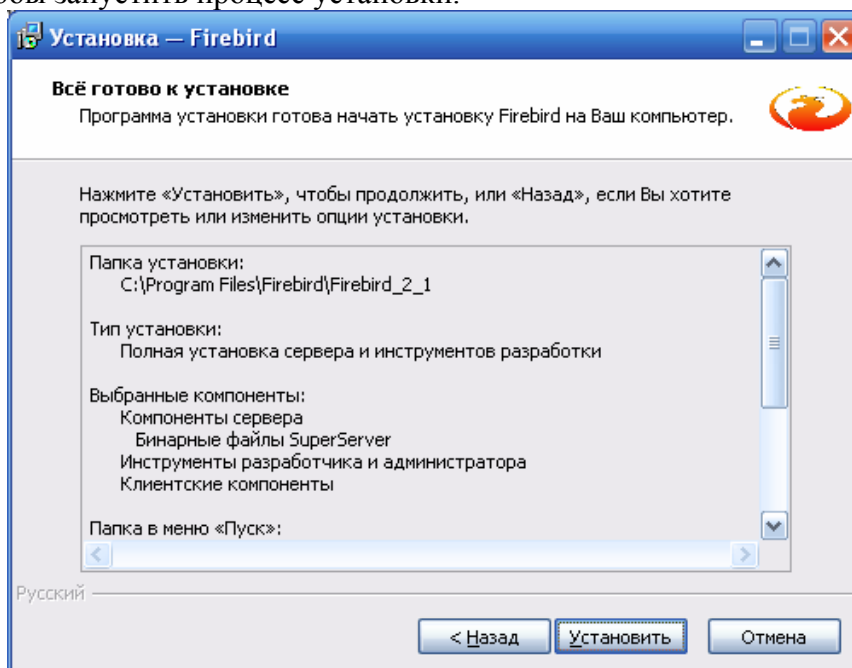 запустить процесс установки.
Установка — Firebird
Всё готово к установке
Программа установки готова начать установку Firebird на Ваш компьютер.
Нажмите «Установить», чтобы продолжить, или «Назад», если Вы хотите
просмотреть или изменить опции установки.
Папка установки:
C:\Program Files\Firebird\Firebird_2_1
Тип установки:
Полная установка сервера и инструментов разработки
Выбранные компоненты:
Компоненты сервера
Бинарные файлы SuperServer
Инструменты разработчика и администратора
Клиентские компоненты
Папка в меню «Пуск»:
Русский
< Назад Установить Отмена